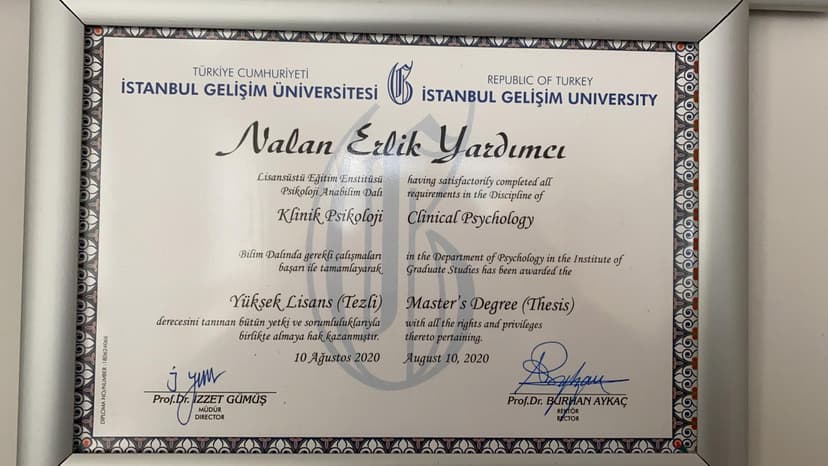 TÜRKİYE CUMHURİYETİ
İSTANBUL GELİŞİM ÜNİVERSİTESİ
REPUBLIC OF TURKEY
İSTANBUL GELİŞİM UNIVERSITY
Nalan Erlik Yardımcı
Lisansüstü Eğitim Enstitüsü
Psikoloji Anabilim Dalı
Klinik Psikoloji
Bilim Dalında gerekli çalışmaları
başarı ile tamamlayarak
Yüksek Lisans (Tezli)
derecesini tanınan bütün yetki ve sorumluluklarıyla
birlikte almaya hak kazanmıştır.
10 Ağustos 2020
having satisfactorily completed all
requirements in the Discipline of
Clinical Psychology
in the Department of Psychology in the Institute of
Graduate Studies has been awarded the
Master's Degree (Thesis)
with all the rights and privileges
thereto pertaining.
August 10, 2020
Prof.Dr. İZZET GÜMÜŞ
MÜDÜR
DIRECTOR
Prof.Dr. BURHAN AYKAÇ
REKTÖR
RECTOR
DIPLOMA NO/NUMBER :